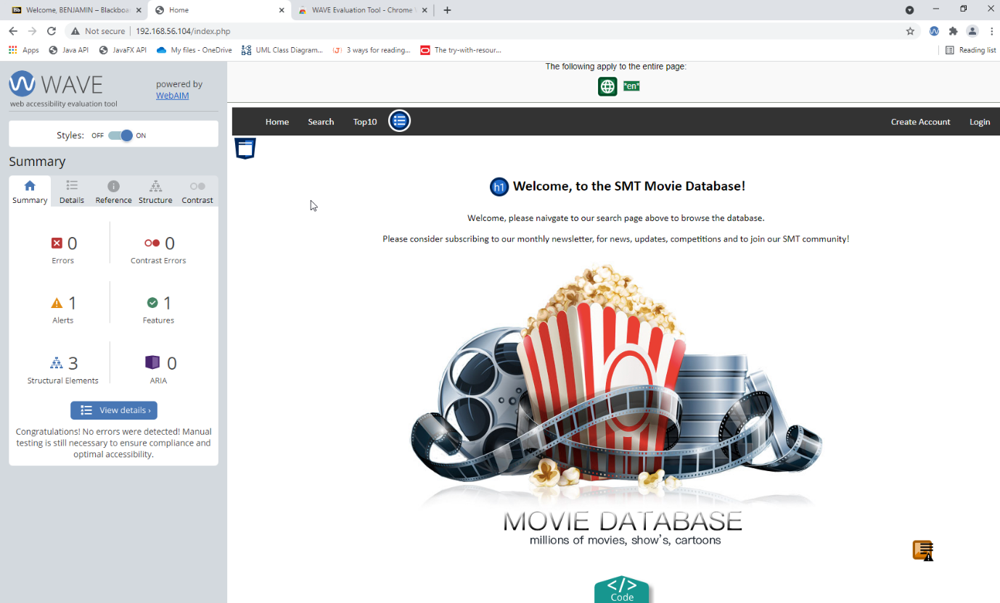 Welcome, BENJAMIN – Blackboa
Home
WAVE Evaluation Tool - Chrome
Not secure
192.168.56.104/index.php
Apps
Java API
JavaFX API
My files - OneDrive
UML Class Diagram...
3 ways for reading...
The try-with-resour...
Reading list
WAVE
web accessibility evaluation tool
powered by
WebAIM
Styles: OFF ON
Summary
Summary
Details
Reference
Structure
Contrast
0
Errors
0
Contrast Errors
1
Alerts
1
Features
3
Structural Elements
0
ARIA
View details ›
Congratulations! No errors were detected! Manual
testing is still necessary to ensure compliance and
optimal accessibility.
The following apply to the entire page:
*en*
Home
Search
Top10
Create Account
Login
h1 Welcome, to the SMT Movie Database!
Welcome, please naivgate to our search page above to browse the database.
Please consider subscribing to our monthly newsletter, for news, updates, competitions and to join our SMT community!
MOVIE DATABASE
millions of movies, show's, cartoons
</>
Code